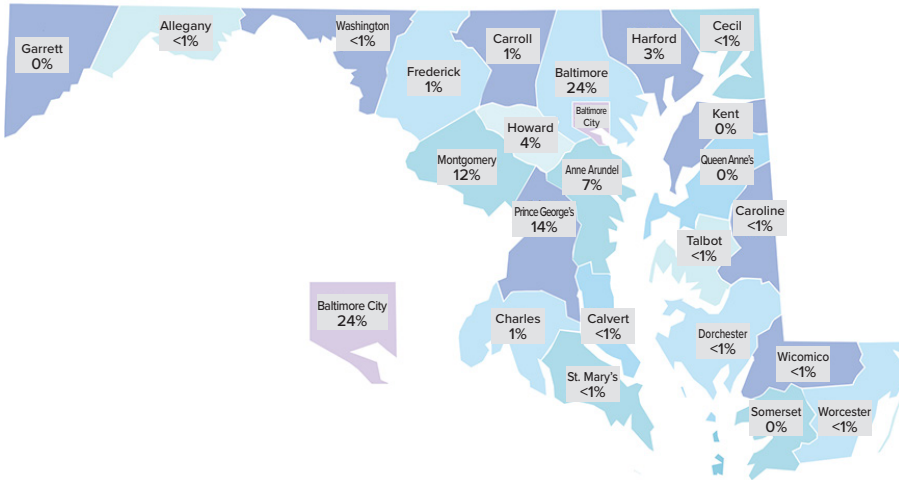 Garrett
0%
Allegany
<1%
Washington
<1%
Frederick
1%
Carroll
1%
Baltimore
24%
Baltimore
City
Harford
3%
Cecil
<1%
Howard
4%
Montgomery
12%
Anne Arundel
7%
Kent
0%
Queen Anne's
0%
Prince George's
14%
Caroline
<1%
Talbot
<1%
Baltimore City
24%
Charles
1%
Calvert
<1%
Dorchester
<1%
St. Mary's
<1%
Wicomico
<1%
Somerset
0%
Worcester
<1%